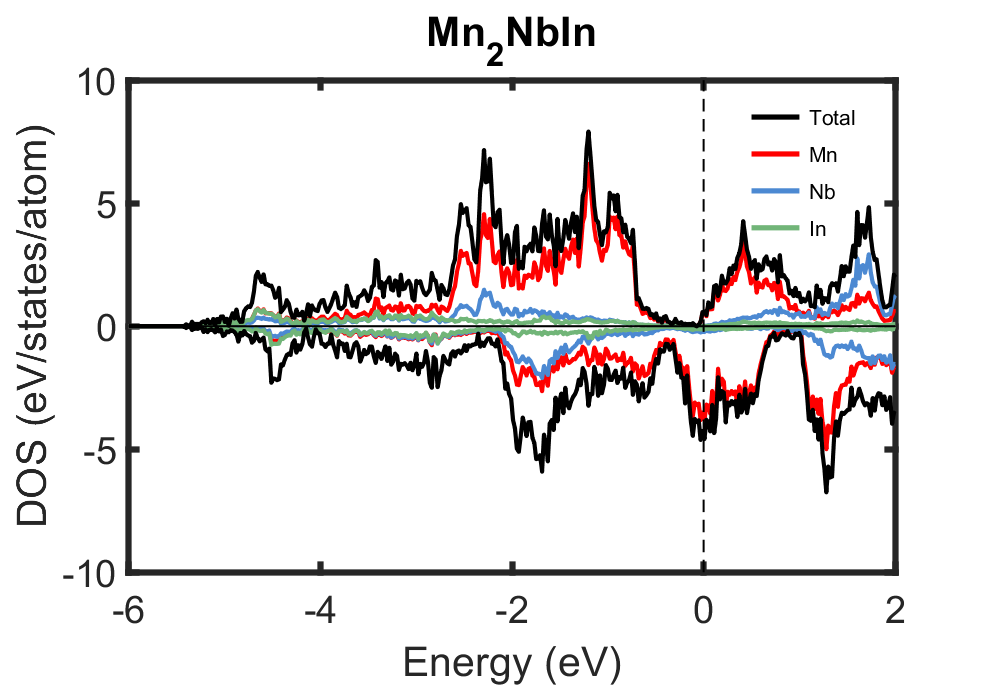 Mn2NbIn
10
5
0
-5
-10
DOS (eV/states/atom)
Total
Mn
Nb
In
-6 -4 -2 0 2
Energy (eV)